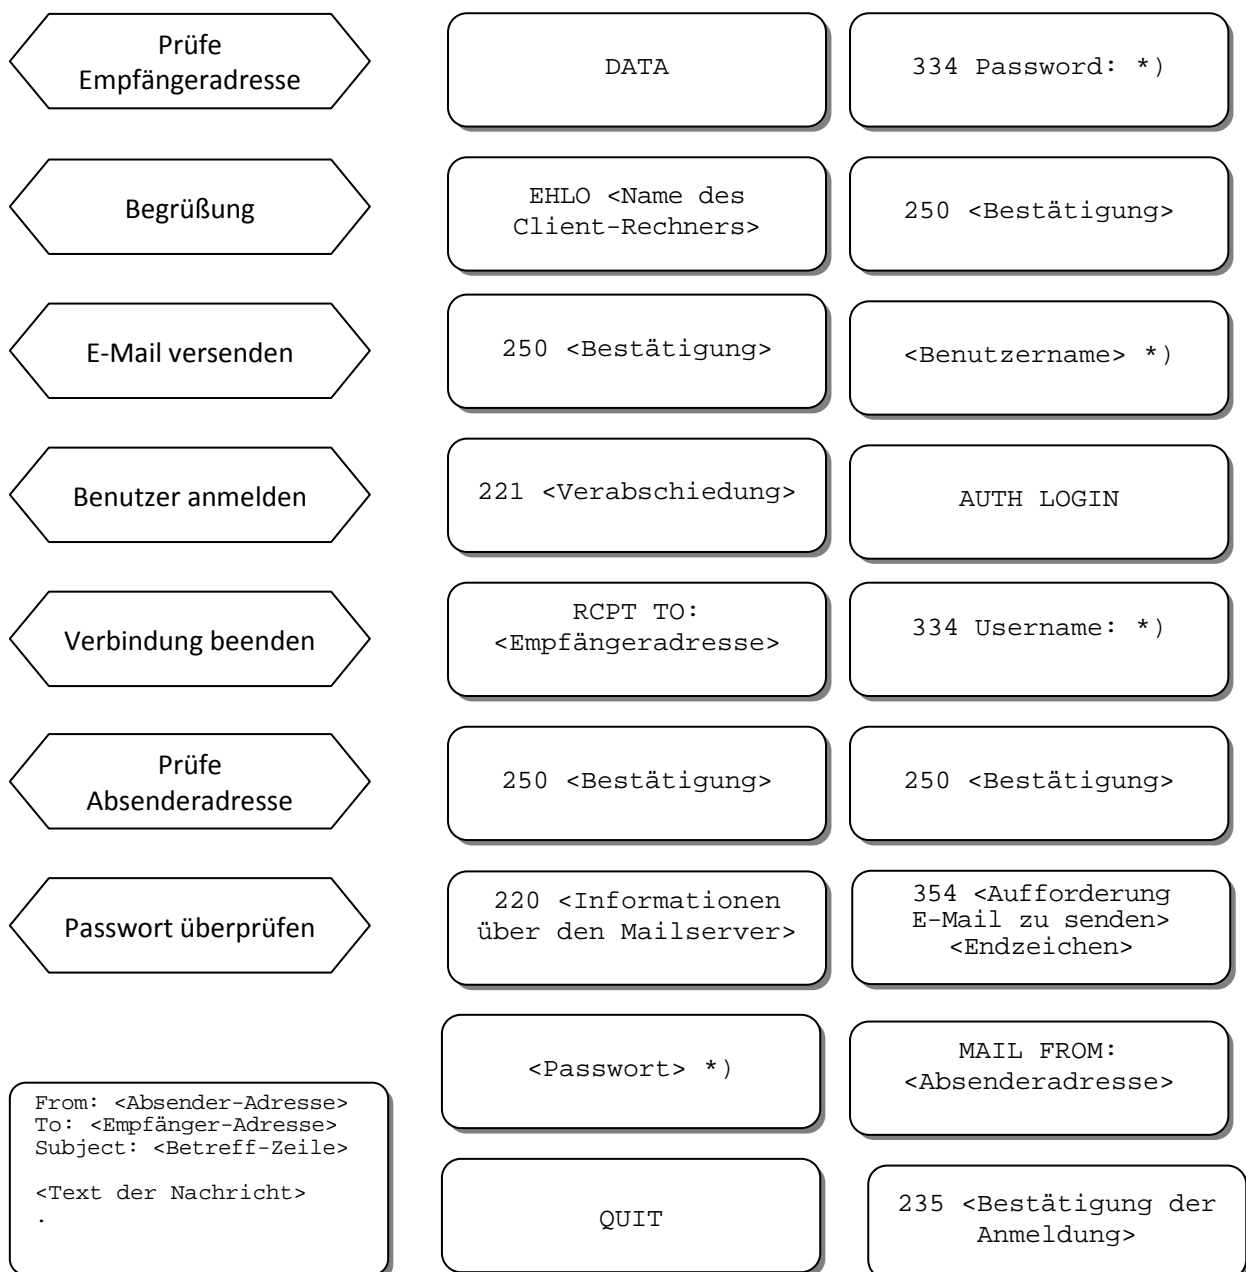 Prüfe
Empfängeradresse
DATA
334 Password: *)
Begrüßung
EHLO <Name des
Client-Rechners>
250 <Bestätigung>
E-Mail versenden
250 <Bestätigung>
<Benutzername> *)
Benutzer anmelden
221 <Verabschiedung>
AUTH LOGIN
Verbindung beenden
RCPT TO:
<Empfängeradresse>
334 Username: *)
Prüfe
Absenderadresse
250 <Bestätigung>
250 <Bestätigung>
Passwort überprüfen
220 <Informationen
über den Mailserver>
354 <Aufforderung
E-Mail zu senden>
<Endzeichen>
<Passwort> *)
MAIL FROM:
<Absenderadresse>
From: <Absender-Adresse>
To: <Empfänger-Adresse>
Subject: <Betreff-Zeile>
<Text der Nachricht>
.
QUIT
235 <Bestätigung der
Anmeldung>